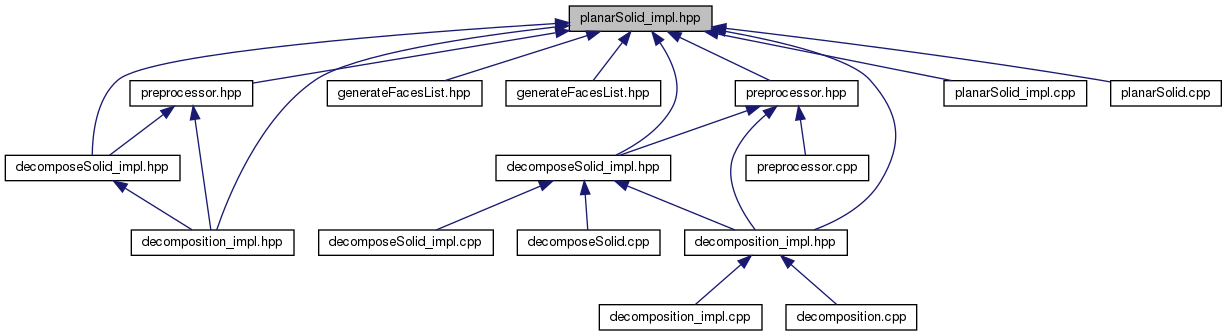 planarSolid_impl.hpp
preprocessor.hpp
generateFacesList.hpp
generateFacesList.hpp
preprocessor.hpp
planarSolid_impl.cpp
planarSolid.cpp
decomposeSolid_impl.hpp
decomposeSolid_impl.hpp
preprocessor.cpp
decomposition_impl.hpp
decomposeSolid_impl.cpp
decomposeSolid.cpp
decomposition_impl.hpp
decomposition_impl.cpp
decomposition.cpp